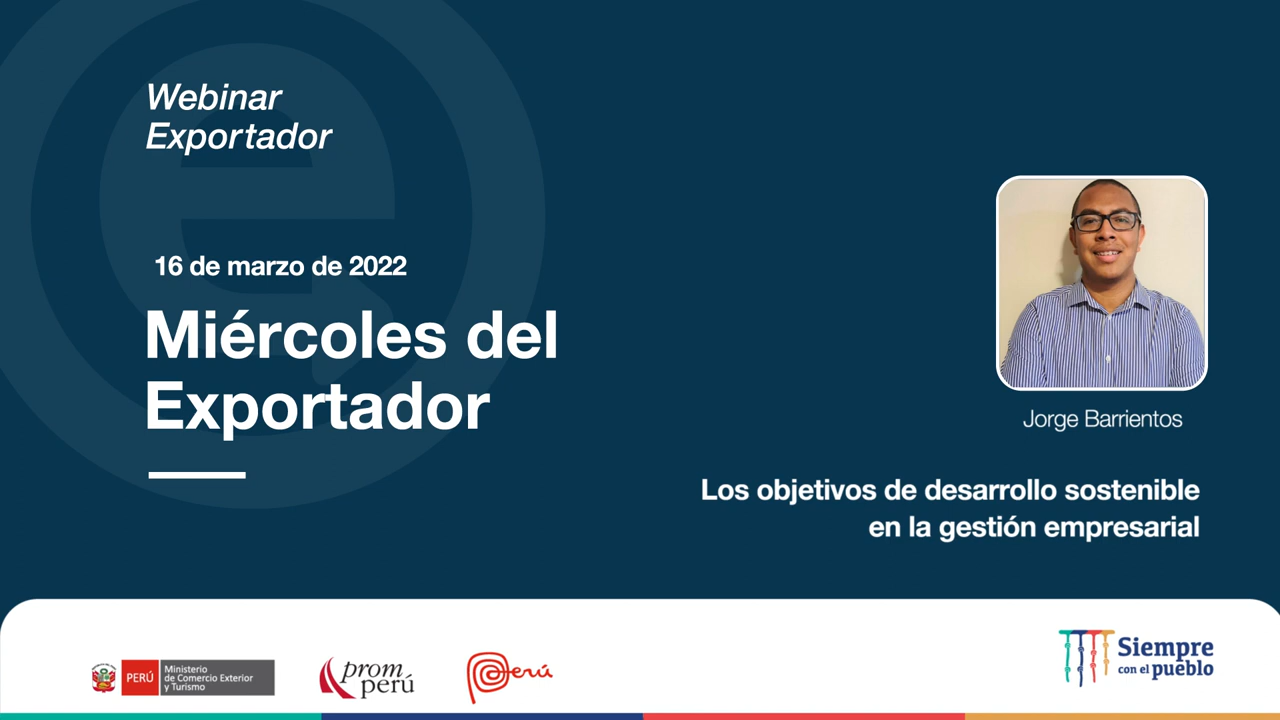 Webinar
Exportador
16 de marzo de 2022
Miércoles del
Exportador
Jorge Barrientos
Los objetivos de desarrollo sostenible
en la gestión empresarial
PERÚ
Ministerio
de Comercio Exterior
y Turismo
prom
perú
Perú
Siempre
con el pueblo